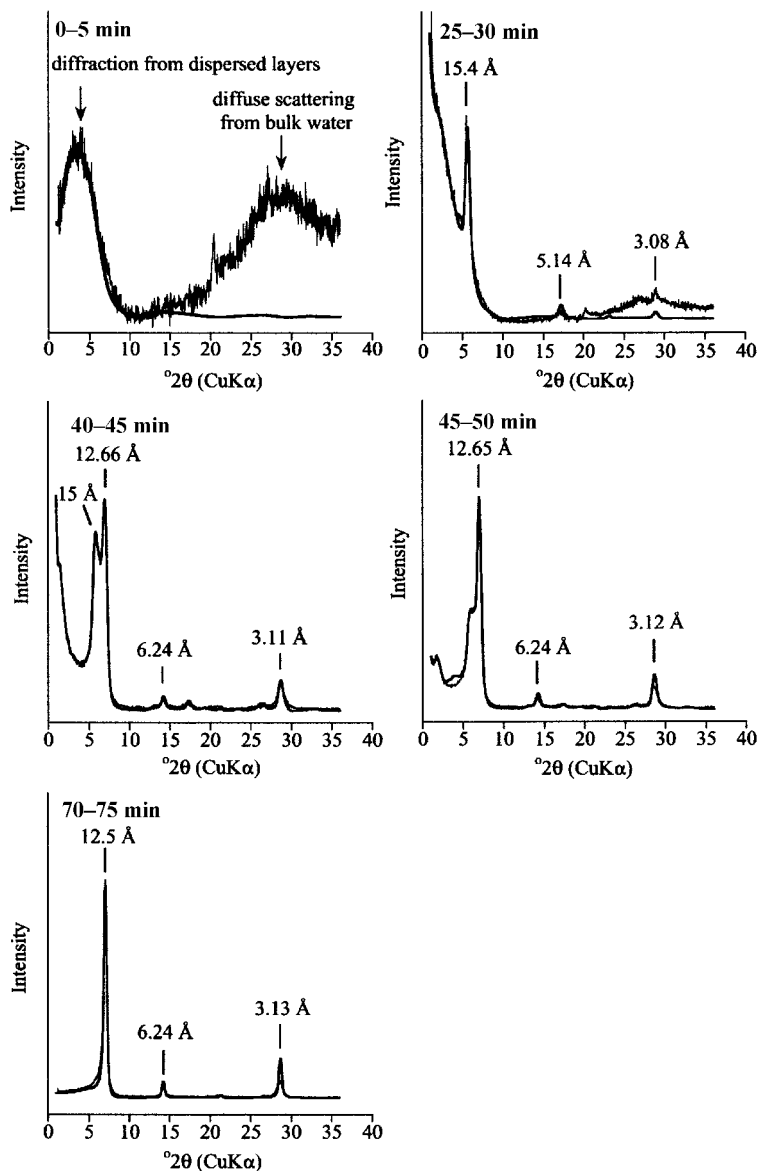 0–5 min
diffraction from dispersed layers
diffuse scattering
from bulk water
Intensity
0 5 10 15 20 25 30 35 40
°2θ (CuKα)
25–30 min
15.4 Å
5.14 Å
3.08 Å
Intensity
0 5 10 15 20 25 30 35 40
°2θ (CuKα)
40–45 min
12.66 Å
15 Å
6.24 Å
3.11 Å
Intensity
0 5 10 15 20 25 30 35 40
°2θ (CuKα)
45–50 min
12.65 Å
6.24 Å
3.12 Å
Intensity
0 5 10 15 20 25 30 35 40
°2θ (CuKα)
70–75 min
12.5 Å
6.24 Å
3.13 Å
Intensity
0 5 10 15 20 25 30 35 40
°2θ (CuKα)